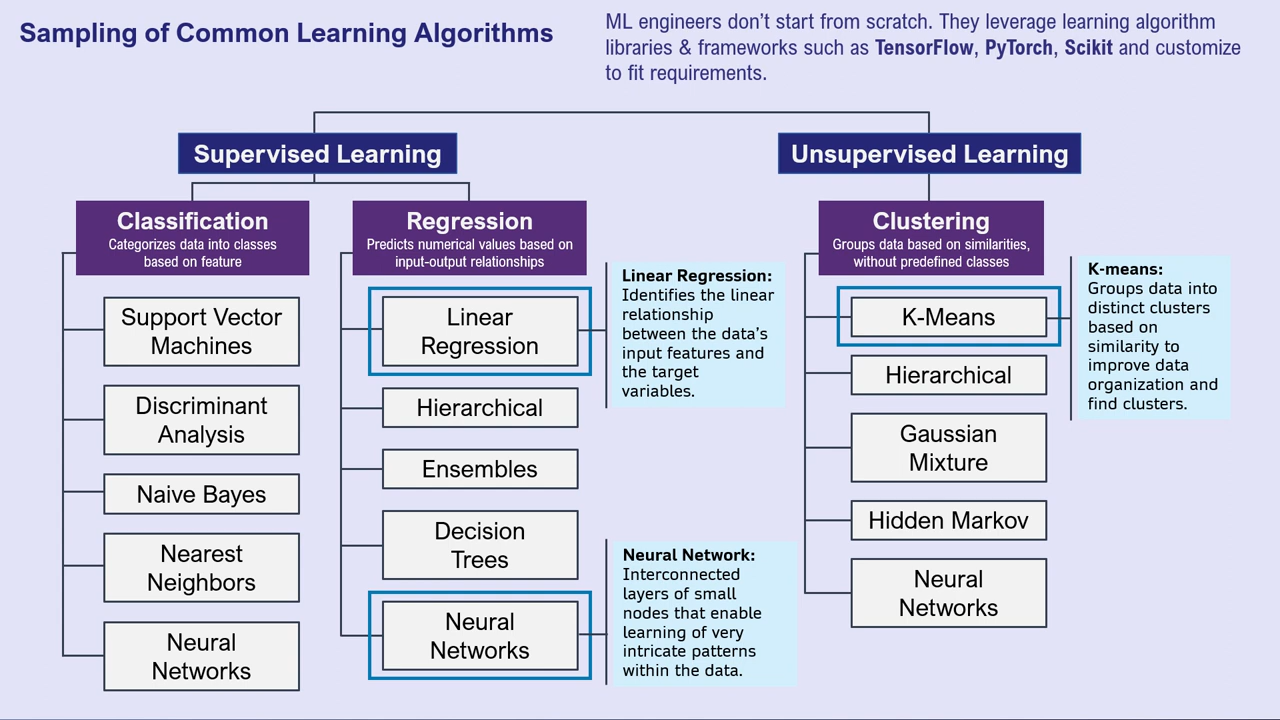 Sampling of Common Learning Algorithms
ML engineers don’t start from scratch. They leverage learning algorithm
libraries & frameworks such as TensorFlow, PyTorch, Scikit and customize
to fit requirements.
Supervised Learning
Classification
Categorizes data into classes
based on feature
Support Vector
Machines
Discriminant
Analysis
Naive Bayes
Nearest
Neighbors
Neural
Networks
Regression
Predicts numerical values based on
input-output relationships
Linear
Regression
Hierarchical
Ensembles
Decision
Trees
Neural
Networks
Linear Regression:
Identifies the linear
relationship
between the data’s
input features and
the target
variables.
Neural Network:
Interconnected
layers of small
nodes that enable
learning of very
intricate patterns
within the data.
Unsupervised Learning
Clustering
Groups data based on similarities,
without predefined classes
K-Means
Hierarchical
Gaussian
Mixture
Hidden Markov
Neural
Networks
K-means:
Groups data into
distinct clusters
based on
similarity to
improve data
organization and
find clusters.